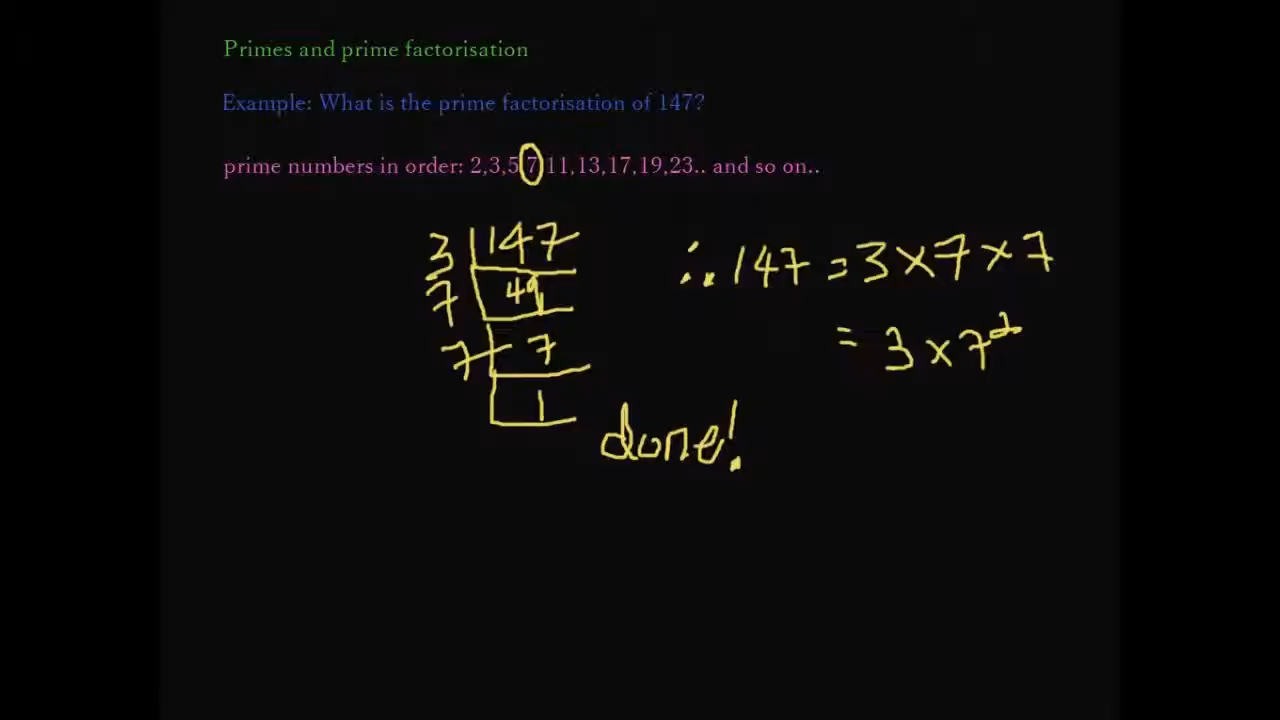 Primes and prime factorisation
Example: What is the prime factorisation of 147?
prime numbers in order: 2,3,5,7,11,13,17,19,23.. and so on..
3 147
7 49
7 7
1
done!
∴ 147 = 3 × 7 × 7
= 3 × 7²